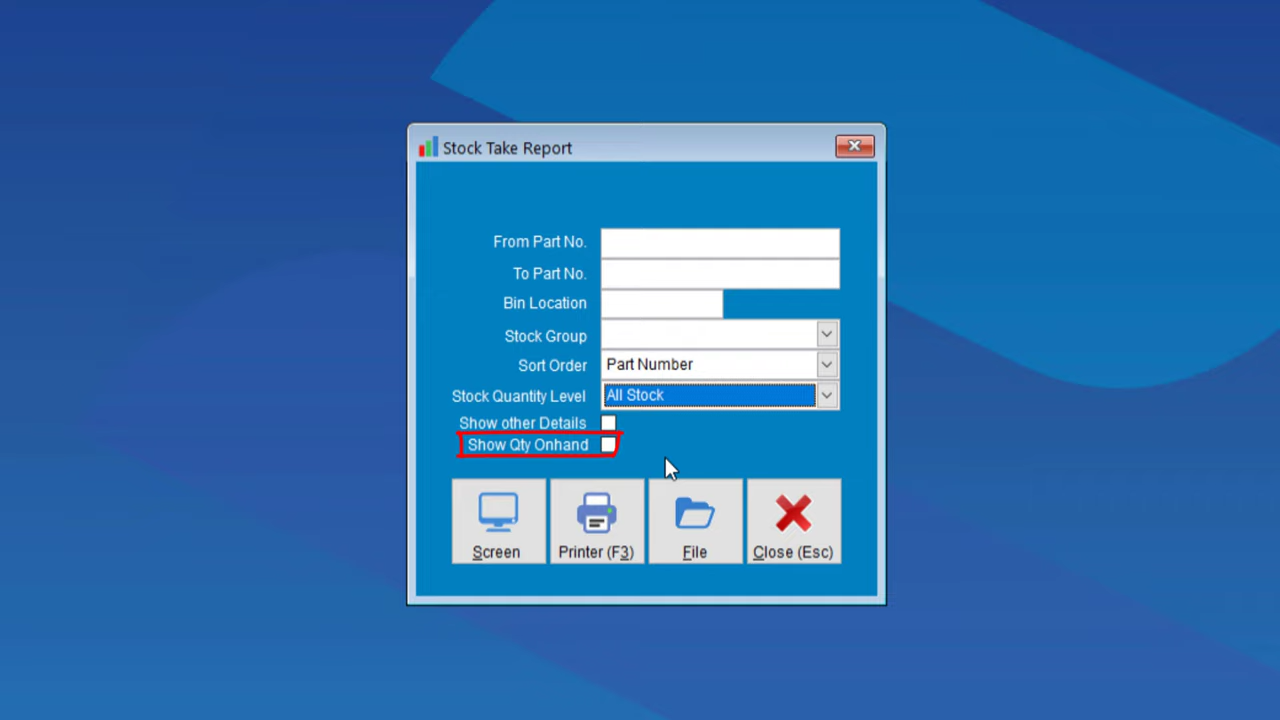 Stock Take Report
From Part No.
To Part No.
Bin Location
Stock Group
Sort Order Part Number
Stock Quantity Level All Stock
Show other Details
Show Qty Onhand
Screen Printer (F3) File Close (Esc)